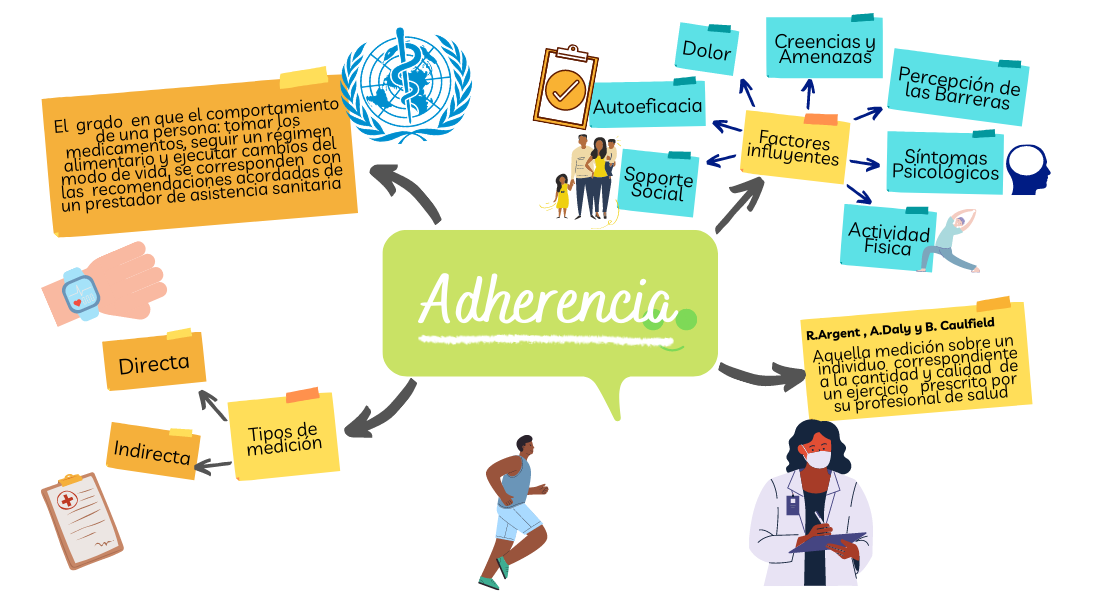 El grado en que el comportamiento
de una persona: tomar los
medicamentos, seguir un régimen
alimentario y ejecutar cambios del
modo de vida, se corresponden con
las recomendaciones acordadas de
un prestador de asistencia sanitaria
Dolor
Creencias y
Amenazas
Percepción de
las Barreras
Autoeficacia
Factores
influyentes
Síntomas
Psicológicos
Soporte
Social
Actividad
Física
Adherencia
R.Argent , A.Daly y B. Caulfield
Aquella medición sobre un
individuo correspondiente
a la cantidad y calidad de
un ejercicio prescrito por
su profesional de salud
Directa
Tipos de
medición
Indirecta